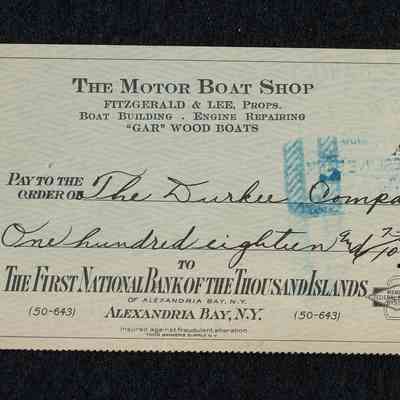 THE MOTOR BOAT SHOP
FITZGERALD & LEE, PROPS.
BOAT BUILDING - ENGINE REPAIRING
"GAR" WOOD BOATS
PAY TO THE
ORDER OF The Durkee Compa
One hundred eighteen and
TO
THE FIRST NATIONAL BANK OF THE THOUSAND ISLANDS
OF ALEXANDRIA BAY, N.Y.
(50-643) ALEXANDRIA BAY, N.Y. (50-643)
Insured against fraudulent alteration